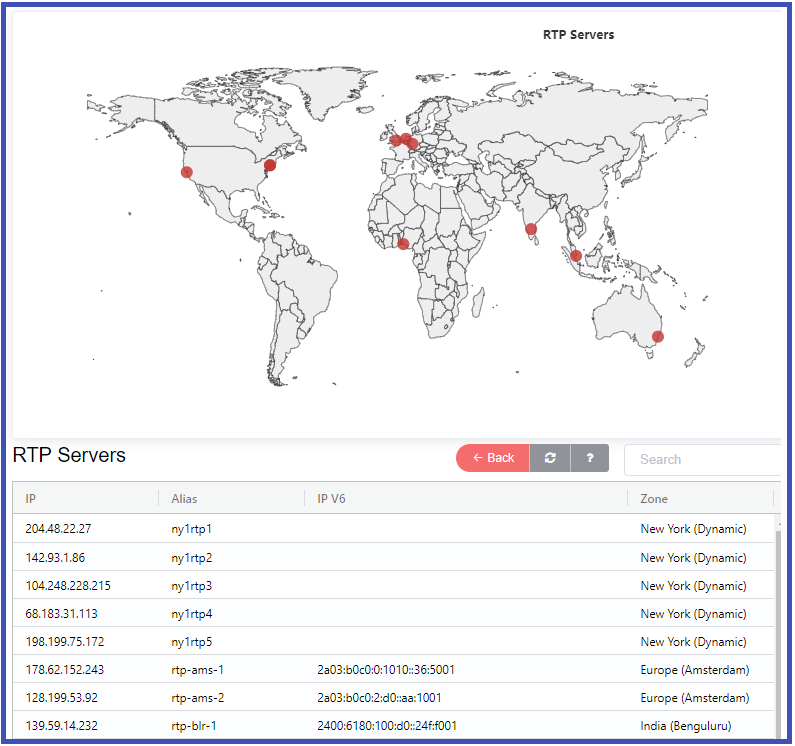 RTP Servers
RTP Servers
← Back
?
Search
IP Alias IP V6 Zone
204.48.22.27 ny1rtp1 New York (Dynamic)
142.93.1.86 ny1rtp2 New York (Dynamic)
104.248.228.215 ny1rtp3 New York (Dynamic)
68.183.31.113 ny1rtp4 New York (Dynamic)
198.199.75.172 ny1rtp5 New York (Dynamic)
178.62.152.243 rtp-ams-1 2a03:b0c0:0:1010::36:5001 Europe (Amsterdam)
128.199.53.92 rtp-ams-2 2a03:b0c0:2:d0::aa:1001 Europe (Amsterdam)
139.59.14.232 rtp-blr-1 2400:6180:100:d0::24f:f001 India (Benguluru)